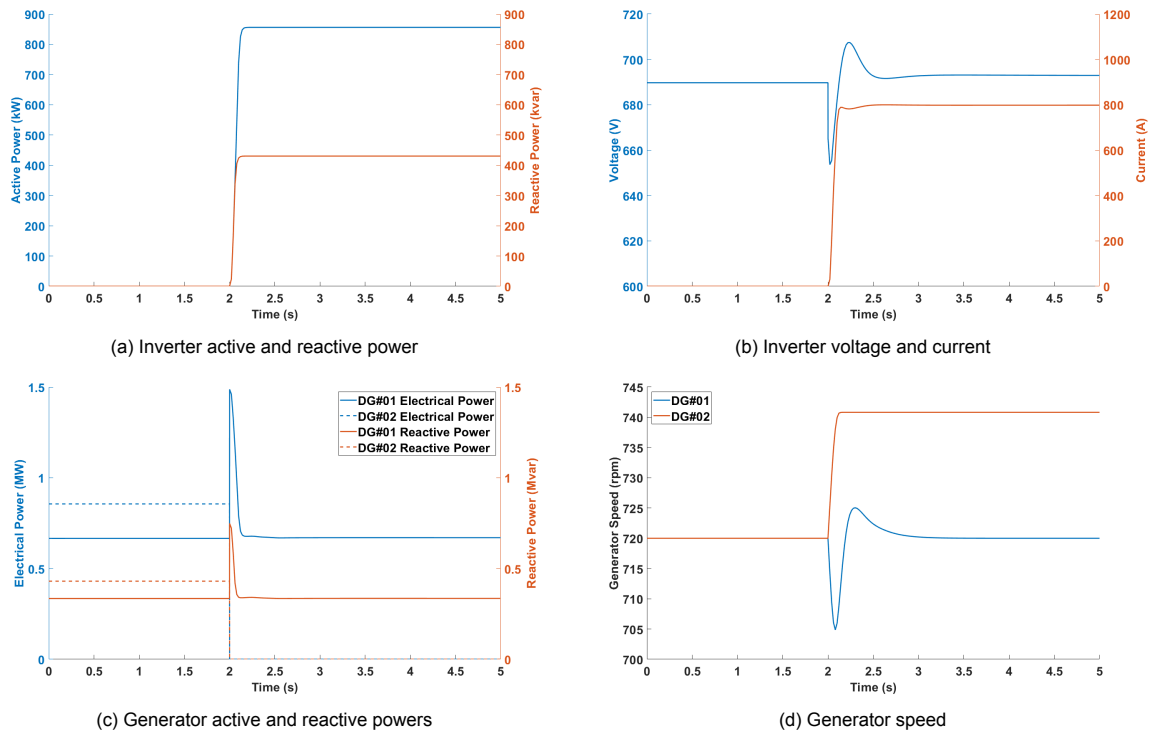 900
800
700
600
500
400
300
200
100
0
Active Power (kW)
900
800
700
600
500
400
300
200
100
0
Reactive Power (kvar)
0 0.5 1 1.5 2 2.5 3 3.5 4 4.5 5
Time (s)
(a) Inverter active and reactive power
720
700
680
660
640
620
600
Voltage (V)
1200
1000
800
600
400
200
0
Current (A)
0 0.5 1 1.5 2 2.5 3 3.5 4 4.5 5
Time (s)
(b) Inverter voltage and current
1.5
1
0.5
0
Electrical Power (MW)
DG#01 Electrical Power
DG#02 Electrical Power
DG#01 Reactive Power
DG#02 Reactive Power
1.5
1
0.5
0
Reactive Power (Mvar)
0 0.5 1 1.5 2 2.5 3 3.5 4 4.5 5
Time (s)
(c) Generator active and reactive powers
745
740
735
730
725
720
715
710
705
700
Generator Speed (rpm)
DG#01
DG#02
0 0.5 1 1.5 2 2.5 3 3.5 4 4.5 5
Time (s)
(d) Generator speed